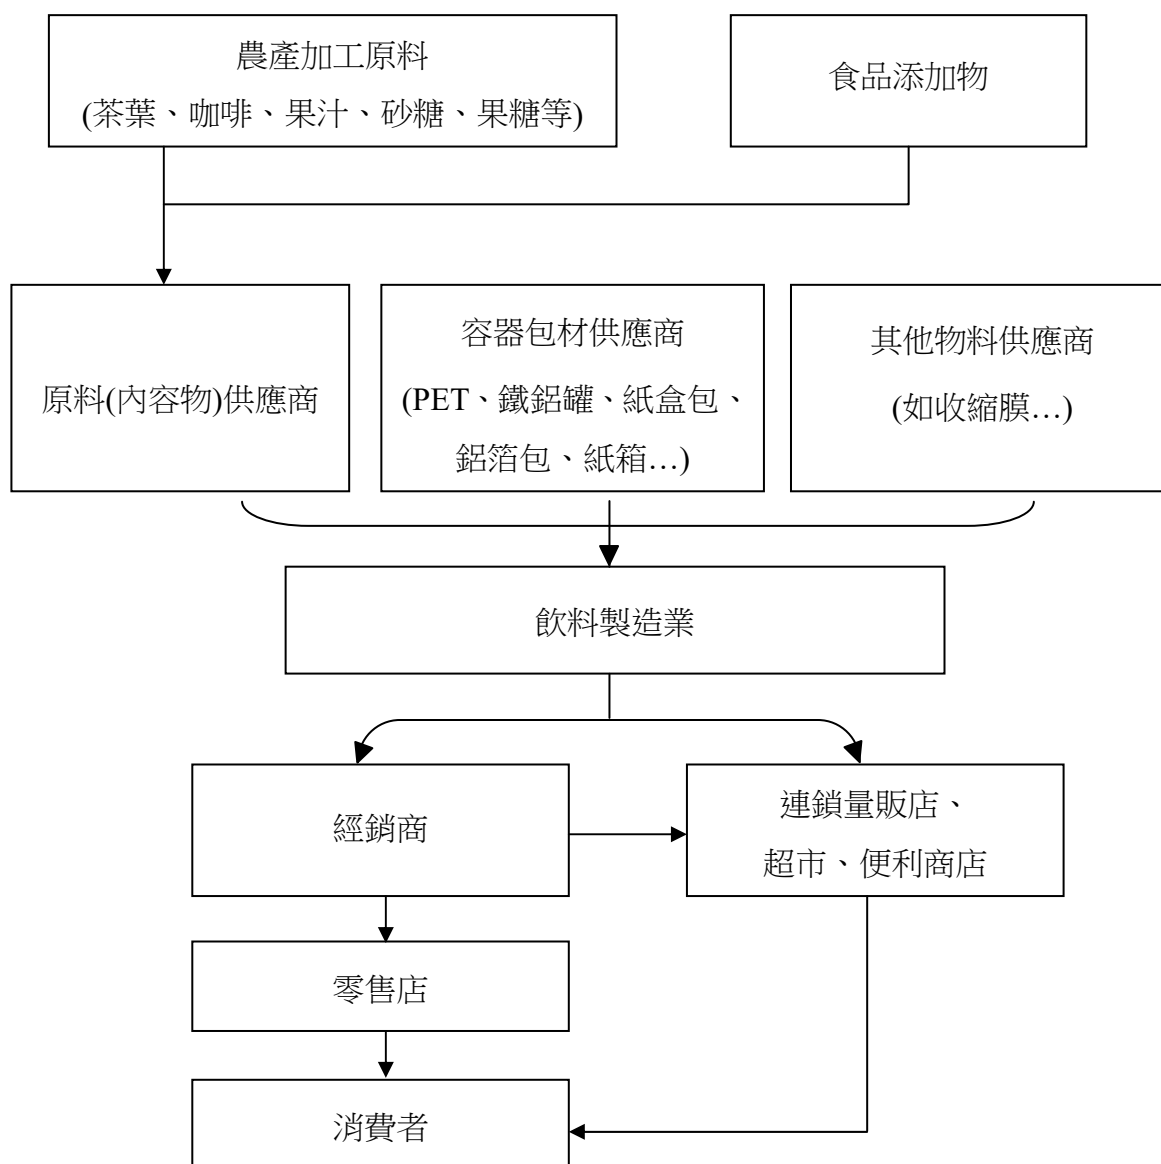 農產加工原料
(茶葉、咖啡、果汁、砂糖、果糖等)
食品添加物
原料(內容物)供應商
容器包材供應商
(PET、鐵鋁罐、紙盒包、
鋁箔包、紙箱…)
其他物料供應商
(如收縮膜…)
飲料製造業
經銷商
連鎖量販店、
超市、便利商店
零售店
消費者